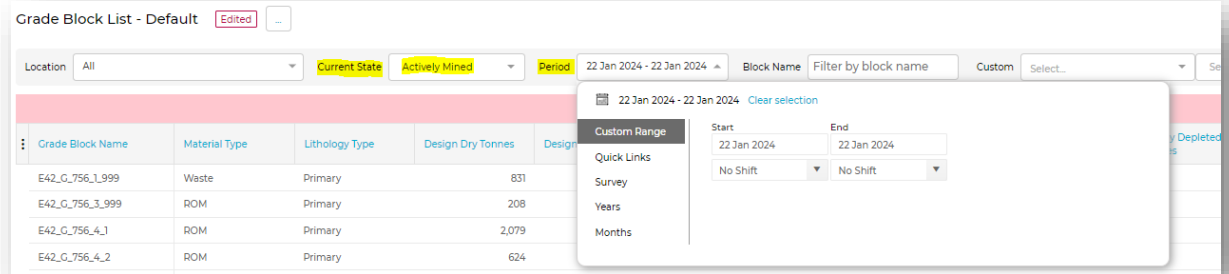 Grade Block List - Default Edited ...
Location All Current State Actively Mined Period 22 Jan 2024 - 22 Jan 2024 Block Name Filter by block name Custom Select...
22 Jan 2024 - 22 Jan 2024 Clear selection
Custom Range
Quick Links
Survey
Years
Months
Start End
22 Jan 2024 22 Jan 2024
No Shift No Shift
Grade Block Name Material Type Lithology Type Design Dry Tonnes Design Depleted
E42_G_756_1_999 Waste Primary 831
E42_G_756_3_999 ROM Primary 208
E42_G_756_4_1 ROM Primary 2,079
E42_G_756_4_2 ROM Primary 624